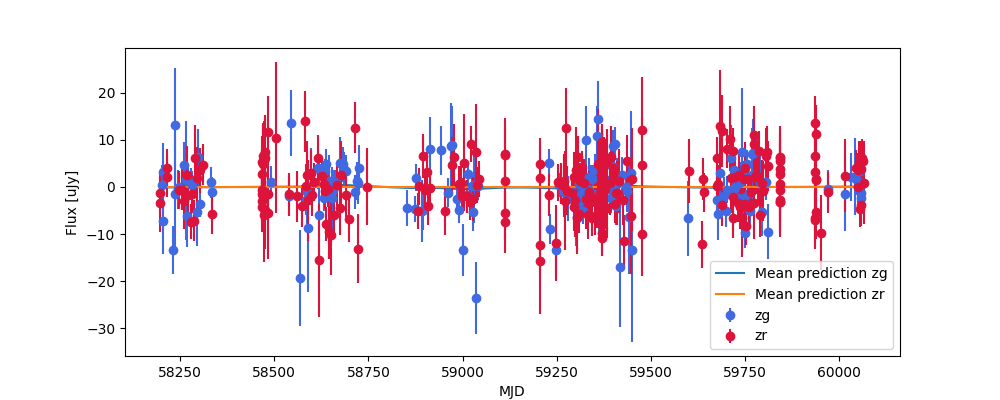 20
10
0
−10
−20
−30
Flux [uJy]
58250
58500
58750
59000
59250
59500
59750
60000
MJD
Mean prediction zg
Mean prediction zr
zg
zr